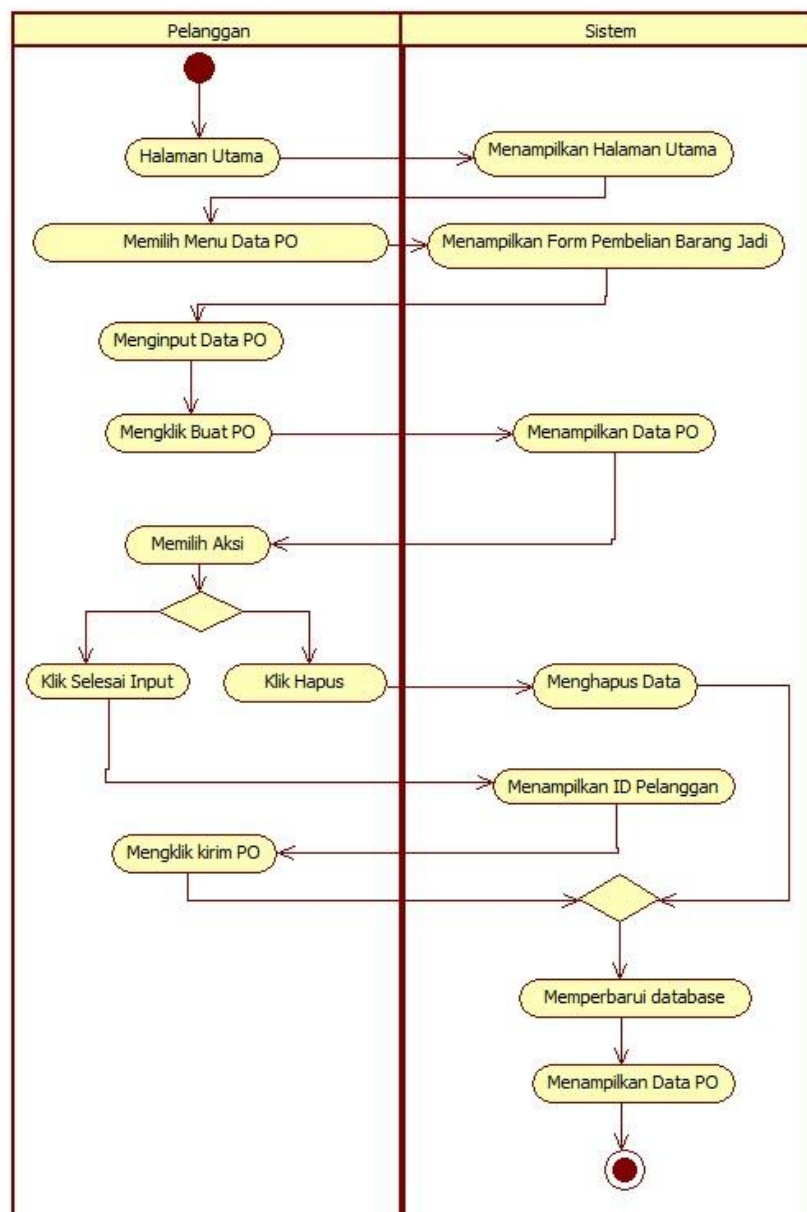 Pelanggan
Sistem
Halaman Utama
Menampilkan Halaman Utama
Memilih Menu Data PO
Menampilkan Form Pembelian Barang Jadi
Menginput Data PO
Mengklik Buat PO
Menampilkan Data PO
Memilih Aksi
Klik Selesai Input
Klik Hapus
Menghapus Data
Menampilkan ID Pelanggan
Mengklik kirim PO
Memperbarui database
Menampilkan Data PO